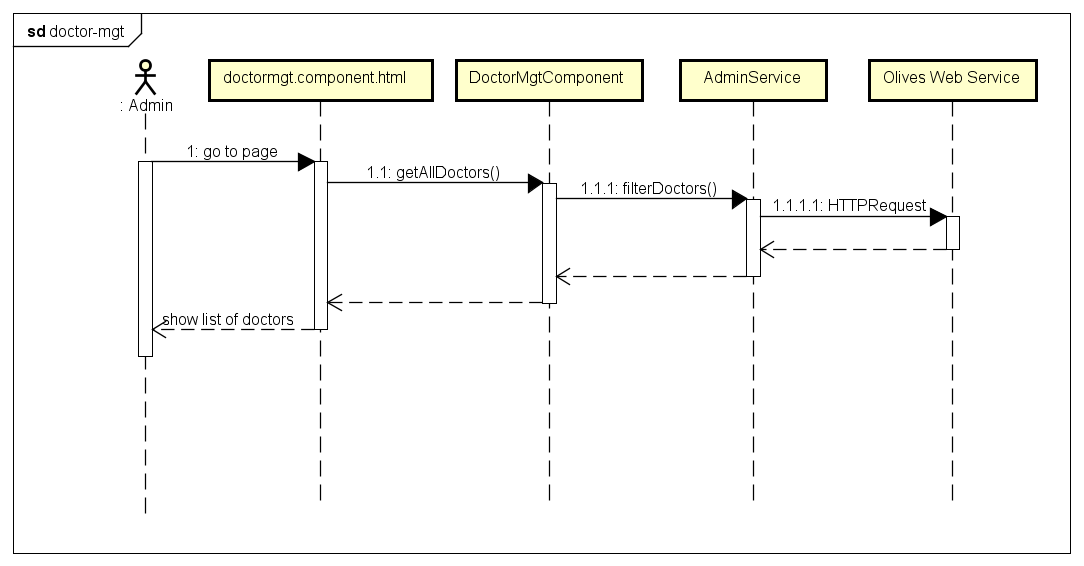 sd doctor-mgt
: Admin
doctormgt.component.html
DoctorMgtComponent
AdminService
Olives Web Service
1: go to page
1.1: getAllDoctors()
1.1.1: filterDoctors()
1.1.1.1: HTTPRequest
show list of doctors